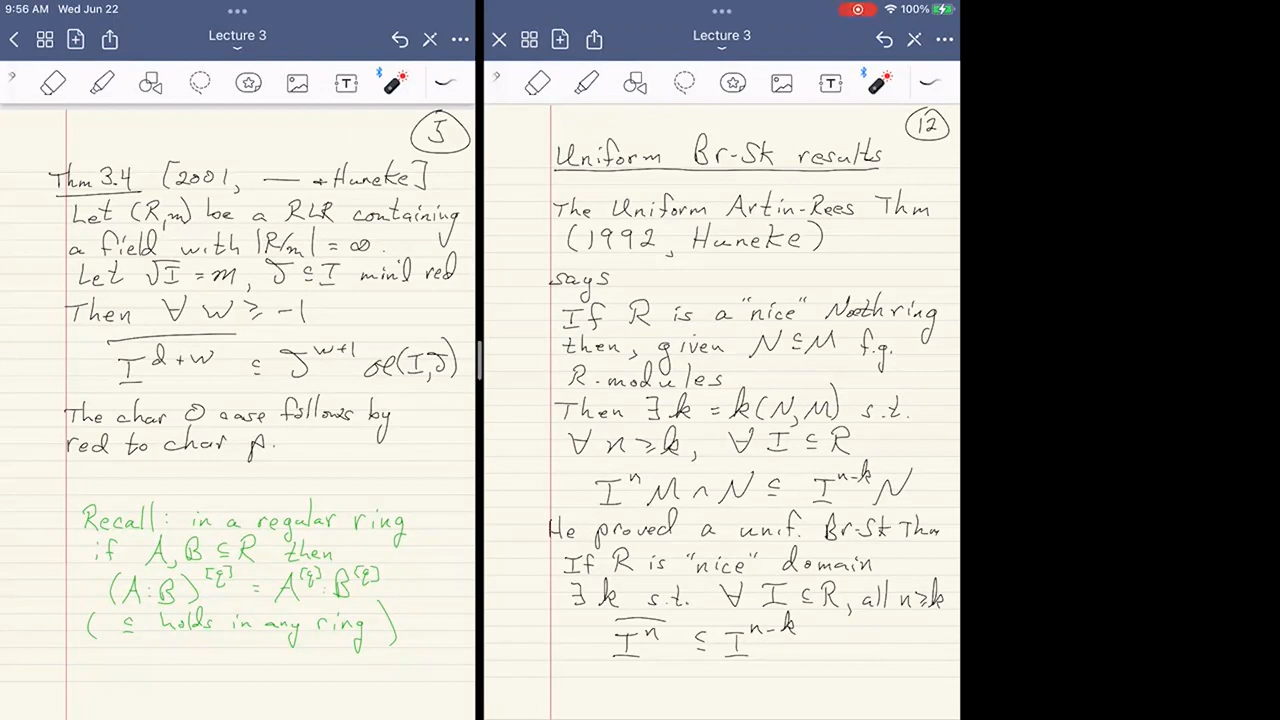 9:56 AM Wed Jun 22
100%
Lecture 3
Lecture 3
5
Thm 3.4 [2001, — + Huneke]
Let (R,m) be a RLR containing
a field with |R/m| = ∞.
Let √I = m, J ⊆ I min'l red
Then ∀ w ≥ -1
\overline{I^{d+w}} ⊆ J^{w+1} 𝔞(I,J)
The char 0 case follows by
red to char p.
Recall: in a regular ring
if A, B ⊆ R then
(A:B)^{[q]} = A^{[q]} : B^{[q]}
( ⊆ holds in any ring )
12
Uniform Br-Sk results
The Uniform Artin-Rees Thm
(1992, Huneke)
says
If R is a "nice" Noeth ring
then, given N ⊆ M f.g.
R-modules
Then ∃ k = k(N,M) s.t.
∀ n ≥ k, ∀ I ⊆ R
I^n M ∩ N ⊆ I^{n-k} N
He proved a unif. Br-Sk Thm
If R is "nice" domain
∃ k s.t. ∀ I ⊆ R, all n ≥ k
\overline{I^n} ⊆ I^{n-k}